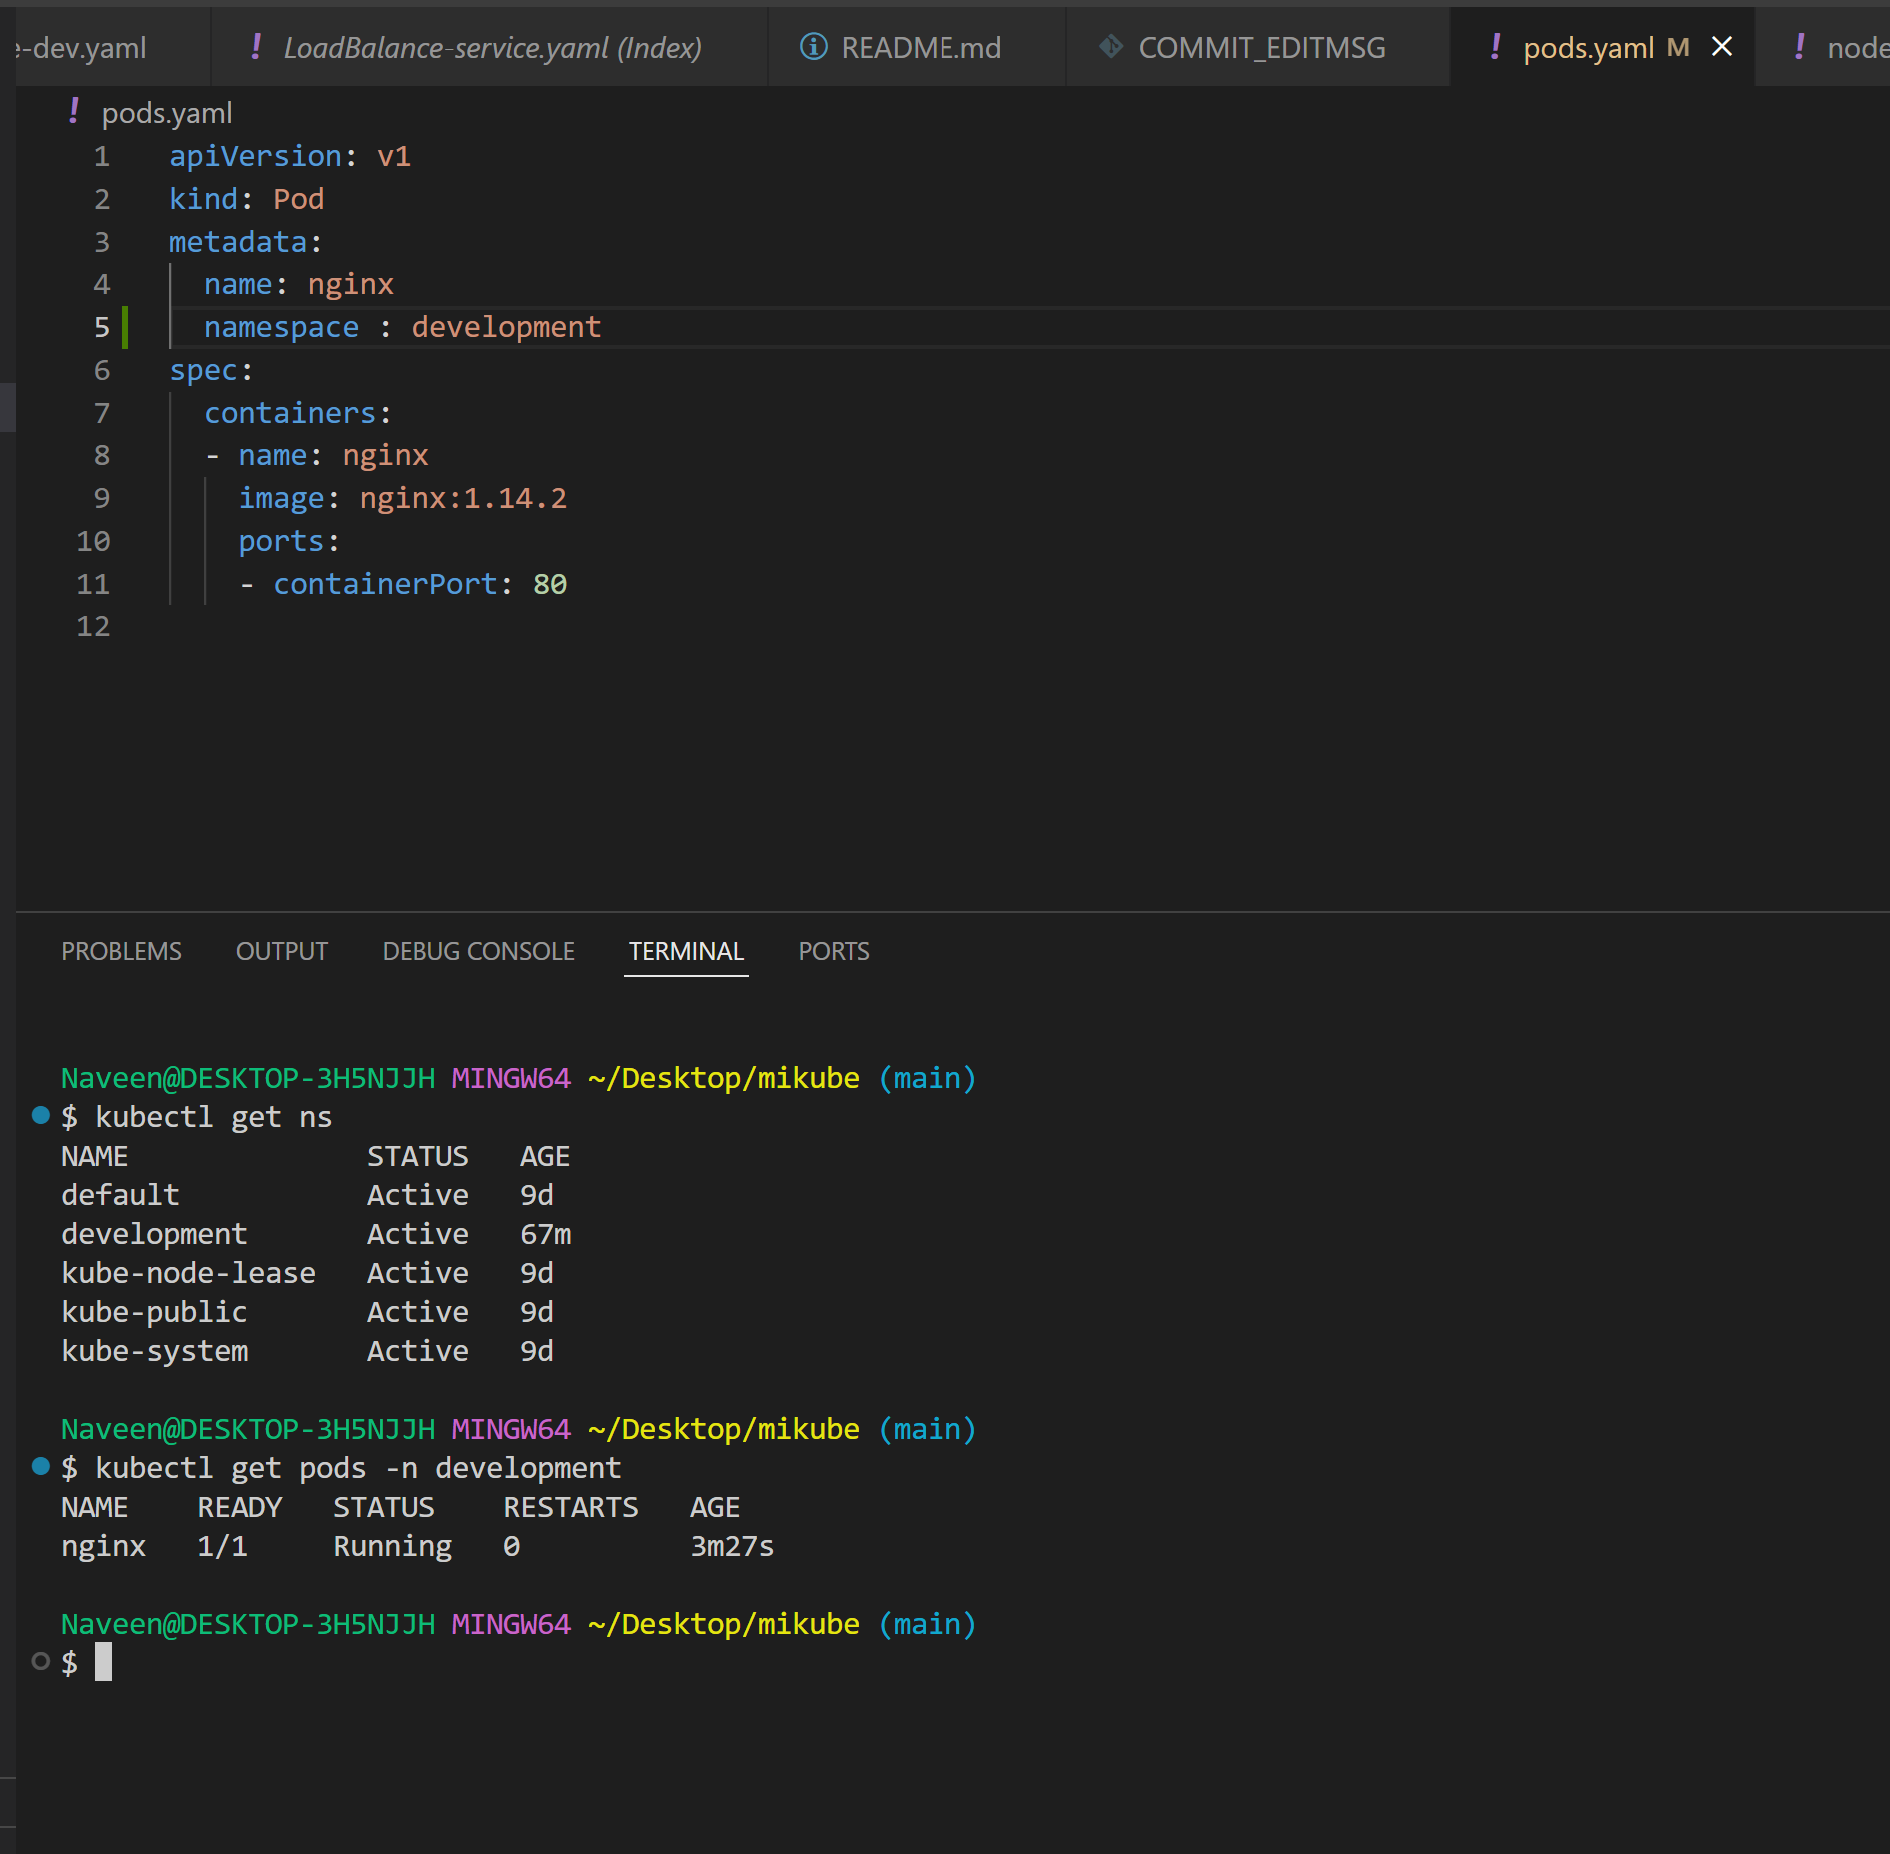 e-dev.yaml ! LoadBalance-service.yaml (Index) README.md COMMIT_EDITMSG ! pods.yaml M × ! node
! pods.yaml
1 apiVersion: v1
2 kind: Pod
3 metadata:
4   name: nginx
5   namespace : development
6 spec:
7   containers:
8   - name: nginx
9     image: nginx:1.14.2
10     ports:
11     - containerPort: 80
12
PROBLEMS OUTPUT DEBUG CONSOLE TERMINAL PORTS
Naveen@DESKTOP-3H5NJJH MINGW64 ~/Desktop/mikube (main)
$ kubectl get ns
NAME              STATUS   AGE
default           Active   9d
development       Active   67m
kube-node-lease   Active   9d
kube-public       Active   9d
kube-system       Active   9d
Naveen@DESKTOP-3H5NJJH MINGW64 ~/Desktop/mikube (main)
$ kubectl get pods -n development
NAME    READY   STATUS    RESTARTS   AGE
nginx   1/1     Running   0          3m27s
Naveen@DESKTOP-3H5NJJH MINGW64 ~/Desktop/mikube (main)
$